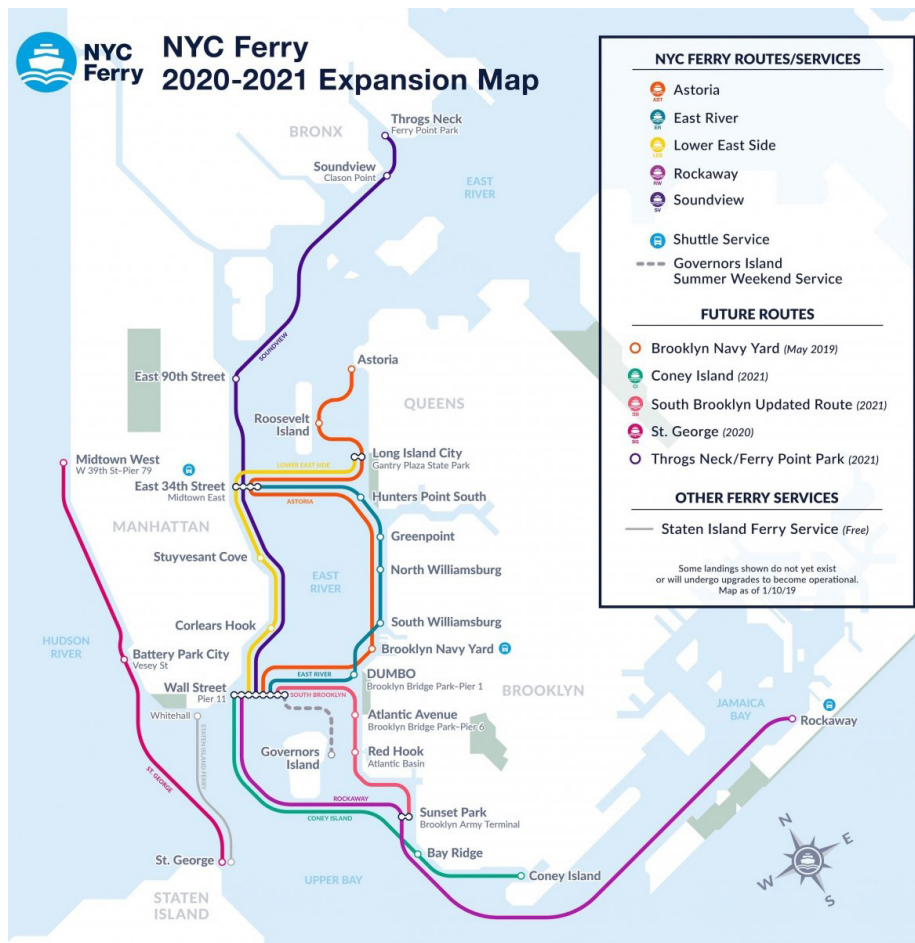 NYC
Ferry
NYC Ferry
2020-2021 Expansion Map
NYC FERRY ROUTES/SERVICES
AST
Astoria
ER
East River
LES
Lower East Side
RW
Rockaway
SV
Soundview
Shuttle Service
Governors Island
Summer Weekend Service
FUTURE ROUTES
Brooklyn Navy Yard (May 2019)
CI
Coney Island (2021)
SB
South Brooklyn Updated Route (2021)
SG
St. George (2020)
Throgs Neck/Ferry Point Park (2021)
OTHER FERRY SERVICES
Staten Island Ferry Service (Free)
Some landings shown do not yet exist
or will undergo upgrades to become operational.
Map as of 1/10/19
Throgs Neck
Ferry Point Park
BRONX
Soundview
Clason Point
EAST
RIVER
SOUNDVIEW
Astoria
East 90th Street
QUEENS
Roosevelt
Island
Long Island City
Gantry Plaza State Park
Midtown West
W 39th St-Pier 79
LOWER EAST SIDE
East 34th Street
Midtown East
ASTORIA
Hunters Point South
MANHATTAN
Greenpoint
Stuyvesant Cove
North Williamsburg
EAST
RIVER
Corlears Hook
South Williamsburg
HUDSON
RIVER
Brooklyn Navy Yard
Battery Park City
Vesey St
EAST RIVER
DUMBO
Brooklyn Bridge Park–Pier 1
Wall Street
Pier 11
SOUTH BROOKLYN
BROOKLYN
JAMAICA
BAY
Whitehall
Atlantic Avenue
Brooklyn Bridge Park–Pier 6
Rockaway
STATEN ISLAND FERRY
Governors
Island
Red Hook
Atlantic Basin
ST. GEORGE
ROCKAWAY
CONEY ISLAND
Sunset Park
Brooklyn Army Terminal
St. George
Bay Ridge
UPPER BAY
Coney Island
STATEN
ISLAND
N
E
W
S